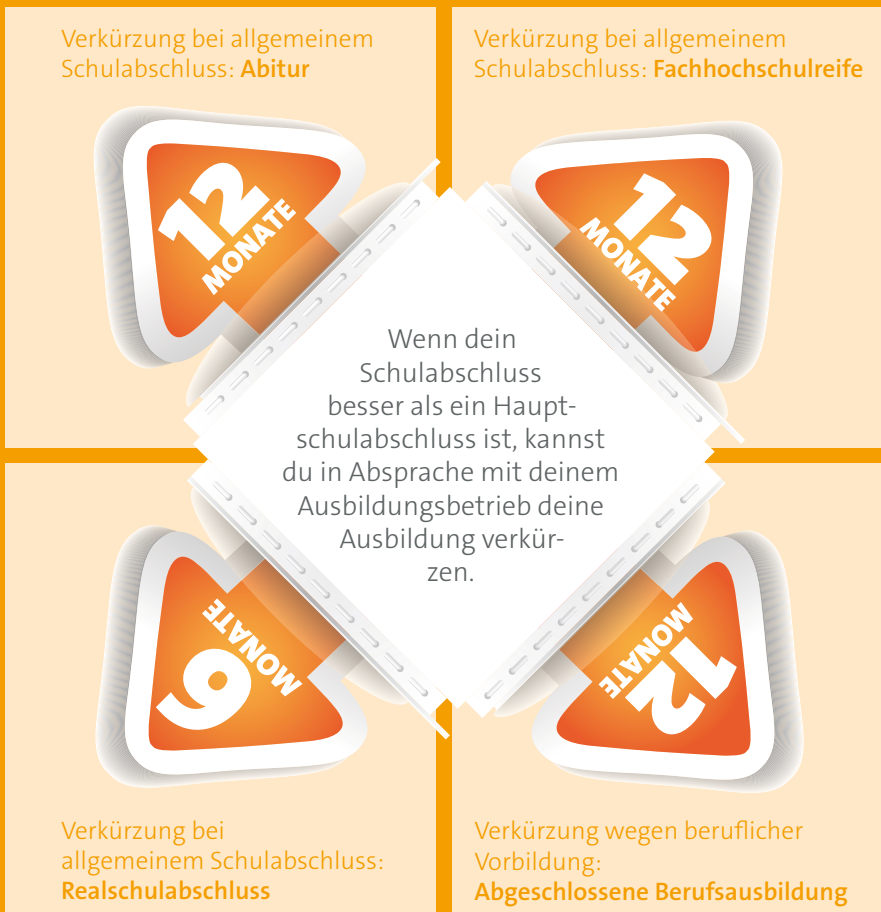 Verkürzung bei allgemeinem
Schulabschluss: Abitur
12
MONATE
Verkürzung bei allgemeinem
Schulabschluss: Fachhochschulreife
12
MONATE
Wenn dein
Schulabschluss
besser als ein Haupt-
schulabschluss ist, kannst
du in Absprache mit deinem
Ausbildungsbetrieb deine
Ausbildung verkür-
zen.
6
MONATE
Verkürzung bei
allgemeinem Schulabschluss:
Realschulabschluss
12
MONATE
Verkürzung wegen beruflicher
Vorbildung:
Abgeschlossene Berufsausbildung